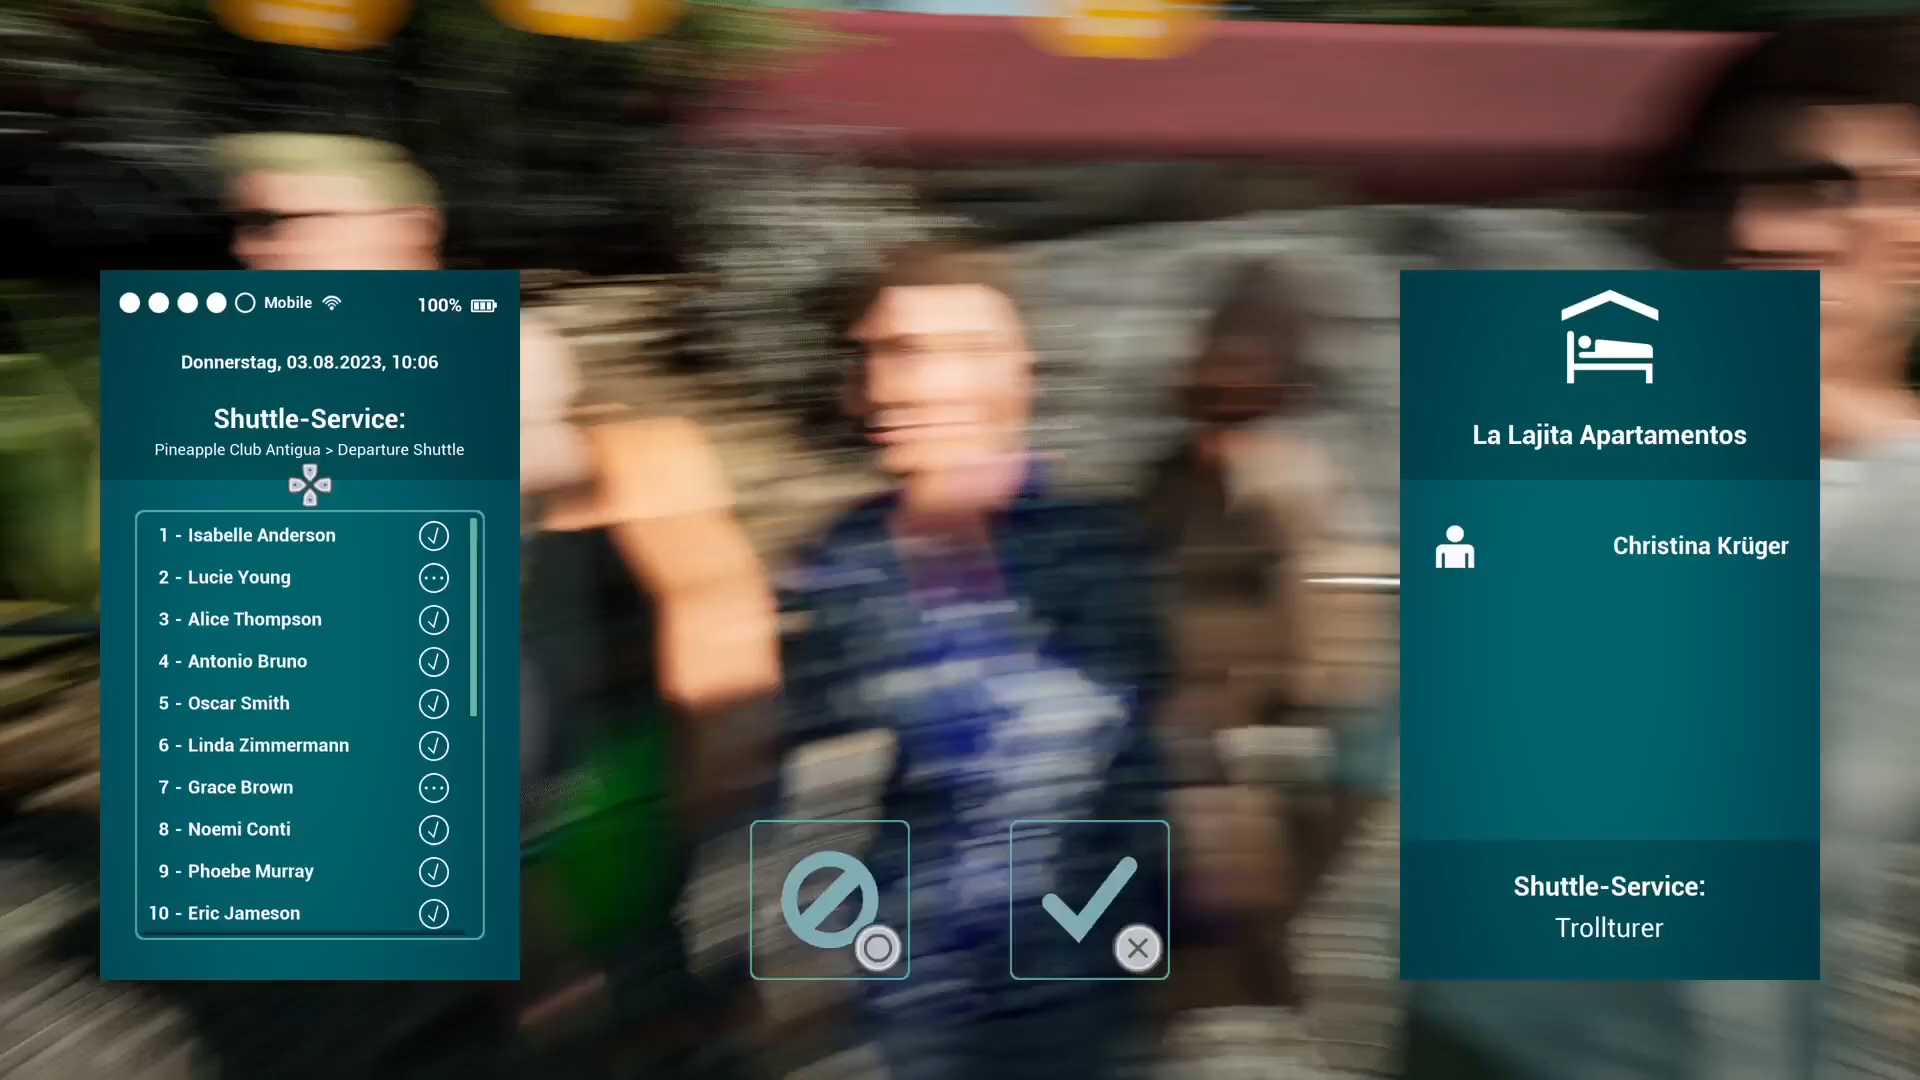 Mobile
100%
Donnerstag, 03.08.2023, 10:06
Shuttle-Service:
Pineapple Club Antigua > Departure Shuttle
1 - Isabelle Anderson
2 - Lucie Young
3 - Alice Thompson
4 - Antonio Bruno
5 - Oscar Smith
6 - Linda Zimmermann
7 - Grace Brown
8 - Noemi Conti
9 - Phoebe Murray
10 - Eric Jameson
La Lajita Apartamentos
Christina Krüger
Shuttle-Service:
Trollturer